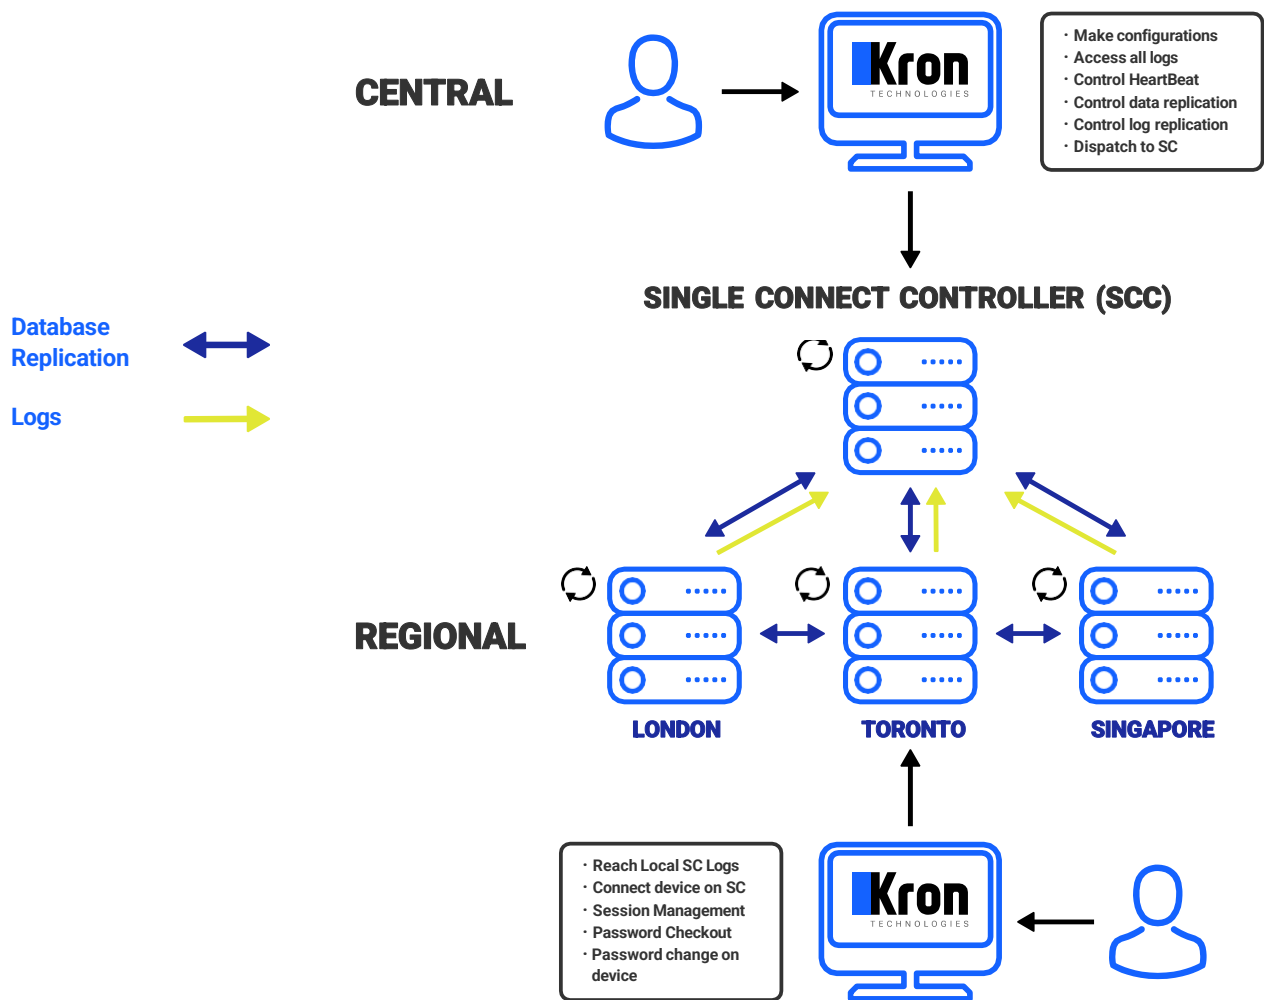 CENTRAL
Kron
TECHNOLOGIES
· Make configurations
· Access all logs
· Control HeartBeat
· Control data replication
· Control log replication
· Dispatch to SC
SINGLE CONNECT CONTROLLER (SCC)
Database
Replication
Logs
REGIONAL
LONDON
TORONTO
SINGAPORE
· Reach Local SC Logs
· Connect device on SC
· Session Management
· Password Checkout
· Password change on
device
Kron
TECHNOLOGIES